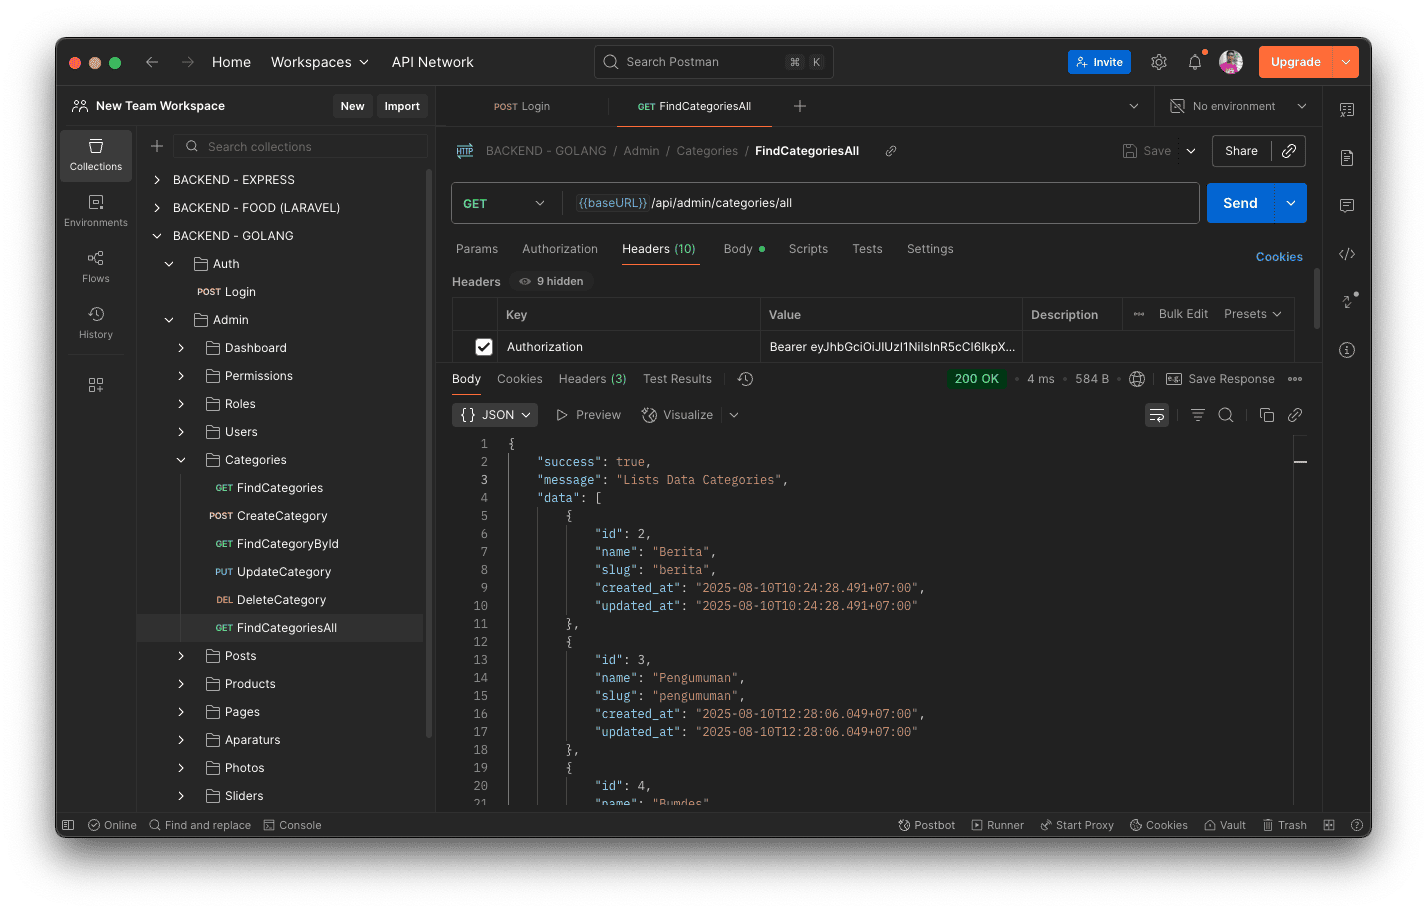 Home Workspaces API Network
Search Postman ⌘ K
Invite
Upgrade
New Team Workspace
New Import
POST Login
GET FindCategoriesAll
No environment
Collections
Environments
Flows
History
Search collections
BACKEND - EXPRESS
BACKEND - FOOD (LARAVEL)
BACKEND - GOLANG
Auth
POST Login
Admin
Dashboard
Permissions
Roles
Users
Categories
GET FindCategories
POST CreateCategory
GET FindCategoryById
PUT UpdateCategory
DEL DeleteCategory
GET FindCategoriesAll
Posts
Products
Pages
Aparaturs
Photos
Sliders
HTTP BACKEND - GOLANG / Admin / Categories / FindCategoriesAll
Save Share
GET {{baseURL}} /api/admin/categories/all
Send
Params Authorization Headers (10) Body Scripts Tests Settings
Cookies
Headers 9 hidden
Key Value Description Bulk Edit Presets
Authorization Bearer eyJhbGciOiJIUzI1NiIsInR5cCI6IkpX...
Body Cookies Headers (3) Test Results
200 OK • 4 ms • 584 B
e.g. Save Response
{} JSON Preview Visualize
1 {
2 "success": true,
3 "message": "Lists Data Categories",
4 "data": [
5 {
6 "id": 2,
7 "name": "Berita",
8 "slug": "berita",
9 "created_at": "2025-08-10T10:24:28.491+07:00",
10 "updated_at": "2025-08-10T10:24:28.491+07:00"
11 },
12 {
13 "id": 3,
14 "name": "Pengumuman",
15 "slug": "pengumuman",
16 "created_at": "2025-08-10T12:28:06.049+07:00",
17 "updated_at": "2025-08-10T12:28:06.049+07:00"
18 },
19 {
20 "id": 4,
21 "name": "Bumdes"
Online Find and replace Console
Postbot Runner Start Proxy Cookies Vault Trash